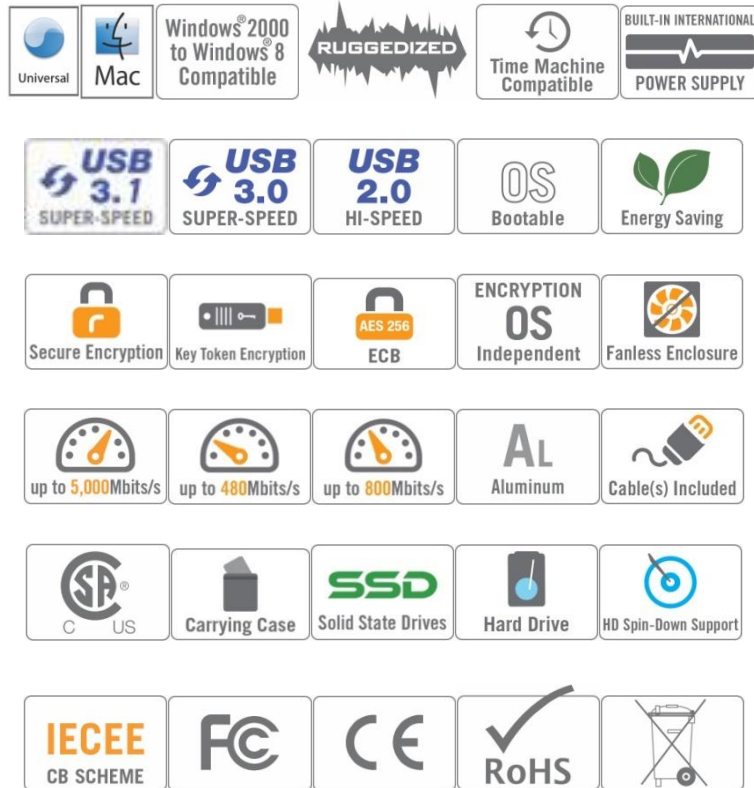 Universal
Mac
Windows® 2000
to Windows® 8
Compatible
RUGGEDIZED
Time Machine
Compatible
BUILT-IN INTERNATIONAL
POWER SUPPLY
USB
3.1
SUPER-SPEED
USB
3.0
SUPER-SPEED
USB
2.0
HI-SPEED
OS
Bootable
Energy Saving
Secure Encryption
Key Token Encryption
AES 256
ECB
ENCRYPTION
OS
Independent
Fanless Enclosure
up to 5,000Mbits/s
up to 480Mbits/s
up to 800Mbits/s
AL
Aluminum
Cable(s) Included
CSA®
C US
Carrying Case
SSD
Solid State Drives
Hard Drive
HD Spin-Down Support
IECEE
CB SCHEME
FC
CE
RoHS